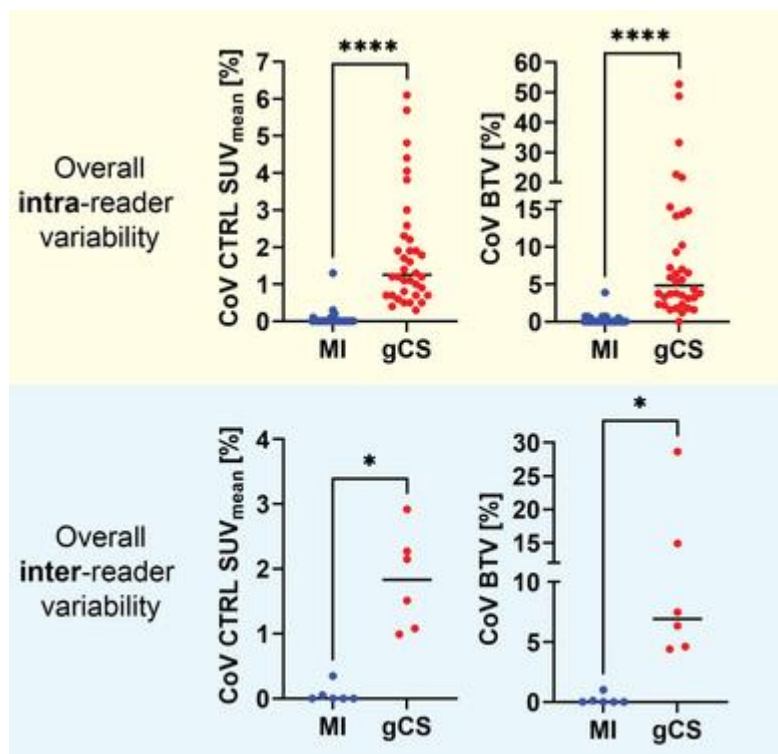 Overall
intra-reader
variability
CoV CTRL SUVmean [%]
****
7
6
5
4
3
2
1
0
MI gCS
CoV BTV [%]
****
60
50
40
30
20
15
10
5
0
MI gCS
Overall
inter-reader
variability
CoV CTRL SUVmean [%]
*
4
3
2
1
0
MI gCS
CoV BTV [%]
*
30
25
20
15
10
5
0
MI gCS